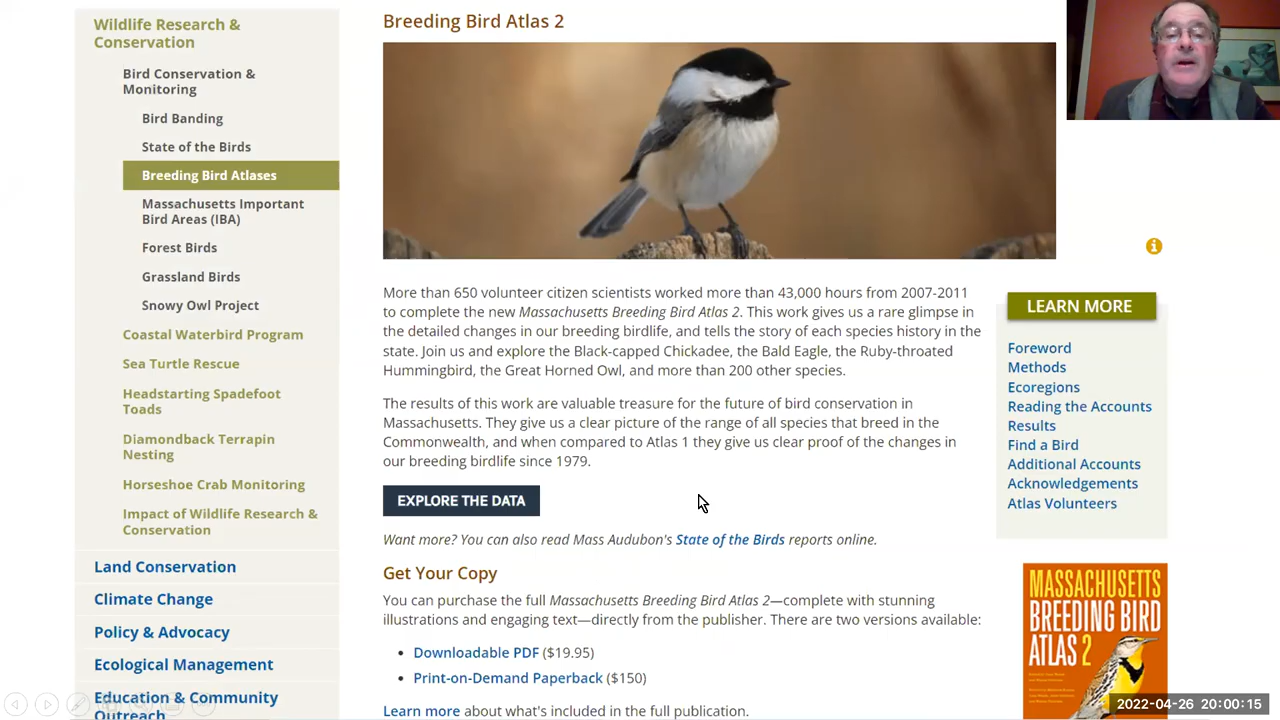 Wildlife Research &
Conservation
Bird Conservation &
Monitoring
Bird Banding
State of the Birds
Breeding Bird Atlases
Massachusetts Important
Bird Areas (IBA)
Forest Birds
Grassland Birds
Snowy Owl Project
Coastal Waterbird Program
Sea Turtle Rescue
Headstarting Spadefoot
Toads
Diamondback Terrapin
Nesting
Horseshoe Crab Monitoring
Impact of Wildlife Research &
Conservation
Land Conservation
Climate Change
Policy & Advocacy
Ecological Management
Education & Community
Outreach
Breeding Bird Atlas 2
More than 650 volunteer citizen scientists worked more than 43,000 hours from 2007-2011
to complete the new Massachusetts Breeding Bird Atlas 2. This work gives us a rare glimpse in
the detailed changes in our breeding birdlife, and tells the story of each species history in the
state. Join us and explore the Black-capped Chickadee, the Bald Eagle, the Ruby-throated
Hummingbird, the Great Horned Owl, and more than 200 other species.
The results of this work are valuable treasure for the future of bird conservation in
Massachusetts. They give us a clear picture of the range of all species that breed in the
Commonwealth, and when compared to Atlas 1 they give us clear proof of the changes in
our breeding birdlife since 1979.
EXPLORE THE DATA
Want more? You can also read Mass Audubon's State of the Birds reports online.
Get Your Copy
You can purchase the full Massachusetts Breeding Bird Atlas 2—complete with stunning
illustrations and engaging text—directly from the publisher. There are two versions available:
• Downloadable PDF ($19.95)
• Print-on-Demand Paperback ($150)
Learn more about what's included in the full publication.
LEARN MORE
Foreword
Methods
Ecoregions
Reading the Accounts
Results
Find a Bird
Additional Accounts
Acknowledgements
Atlas Volunteers
MASSACHUSETTS
BREEDING BIRD
ATLAS 2
2022-04-26 20:00:15